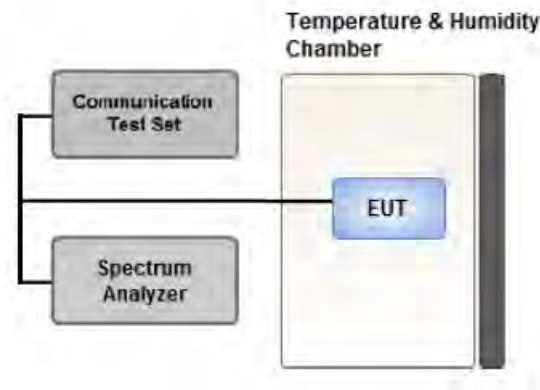 Temperature & Humidity
Chamber
Communication
Test Set
EUT
Spectrum
Analyzer